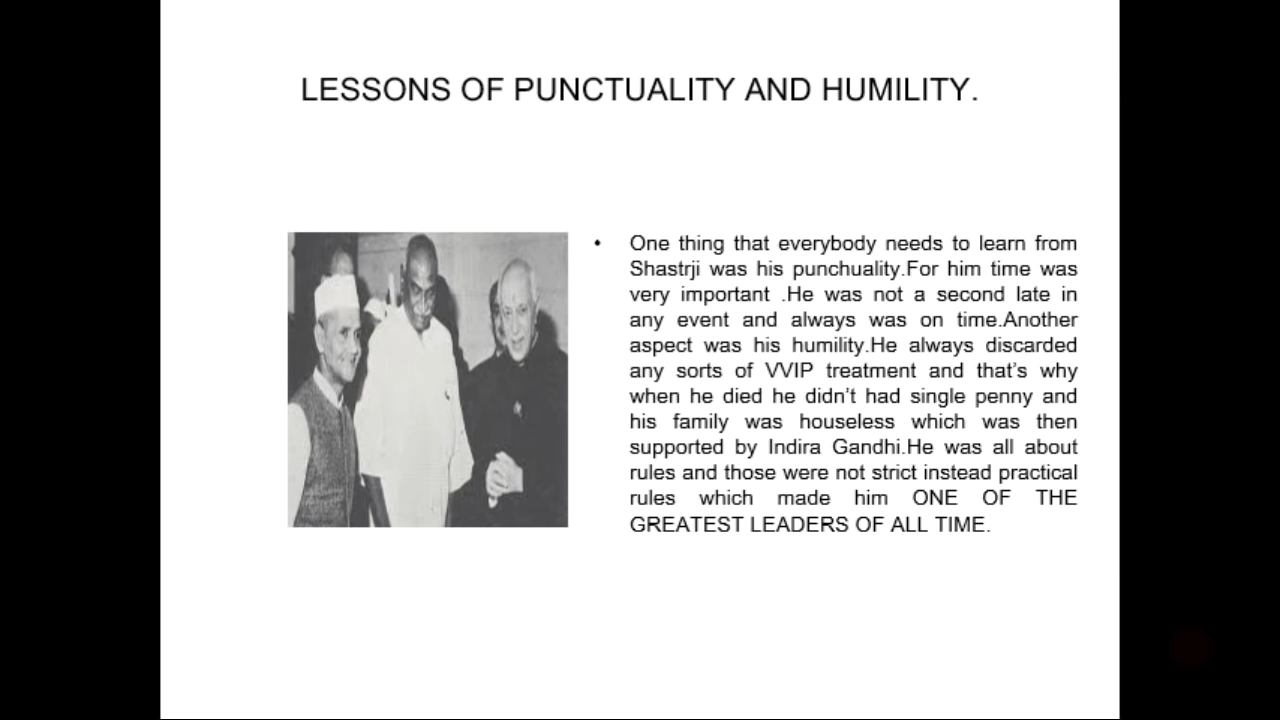 LESSONS OF PUNCTUALITY AND HUMILITY.
• One thing that everybody needs to learn from
Shastrji was his punchuality.For him time was
very important .He was not a second late in
any event and always was on time.Another
aspect was his humility.He always discarded
any sorts of VVIP treatment and that's why
when he died he didn't had single penny and
his family was houseless which was then
supported by Indira Gandhi.He was all about
rules and those were not strict instead practical
rules which made him ONE OF THE
GREATEST LEADERS OF ALL TIME.